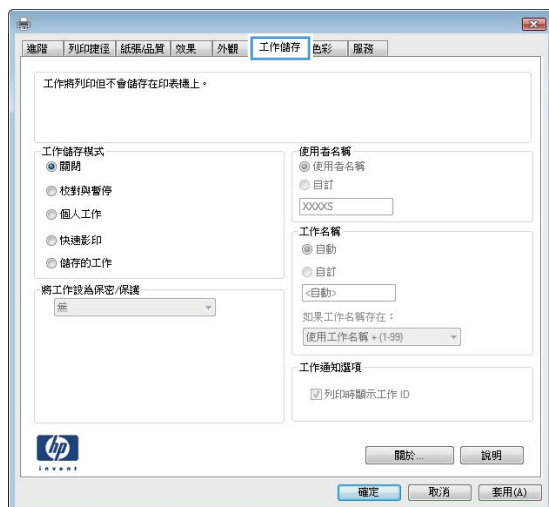 進階 列印捷徑 紙張/品質 效果 外觀 工作儲存 色彩 服務
工作將列印但不會儲存在印表機上。
工作儲存模式
關閉
校對與暫停
個人工作
快速影印
儲存的工作
將工作設為保密/保護
無
使用者名稱
使用者名稱
自訂
XXXXS
工作名稱
自動
自訂
<自動>
如果工作名稱存在：
使用工作名稱 + (1-99)
工作通知選項
列印時顯示工作 ID
hp
invent
關於... 說明
確定 取消 套用(A)